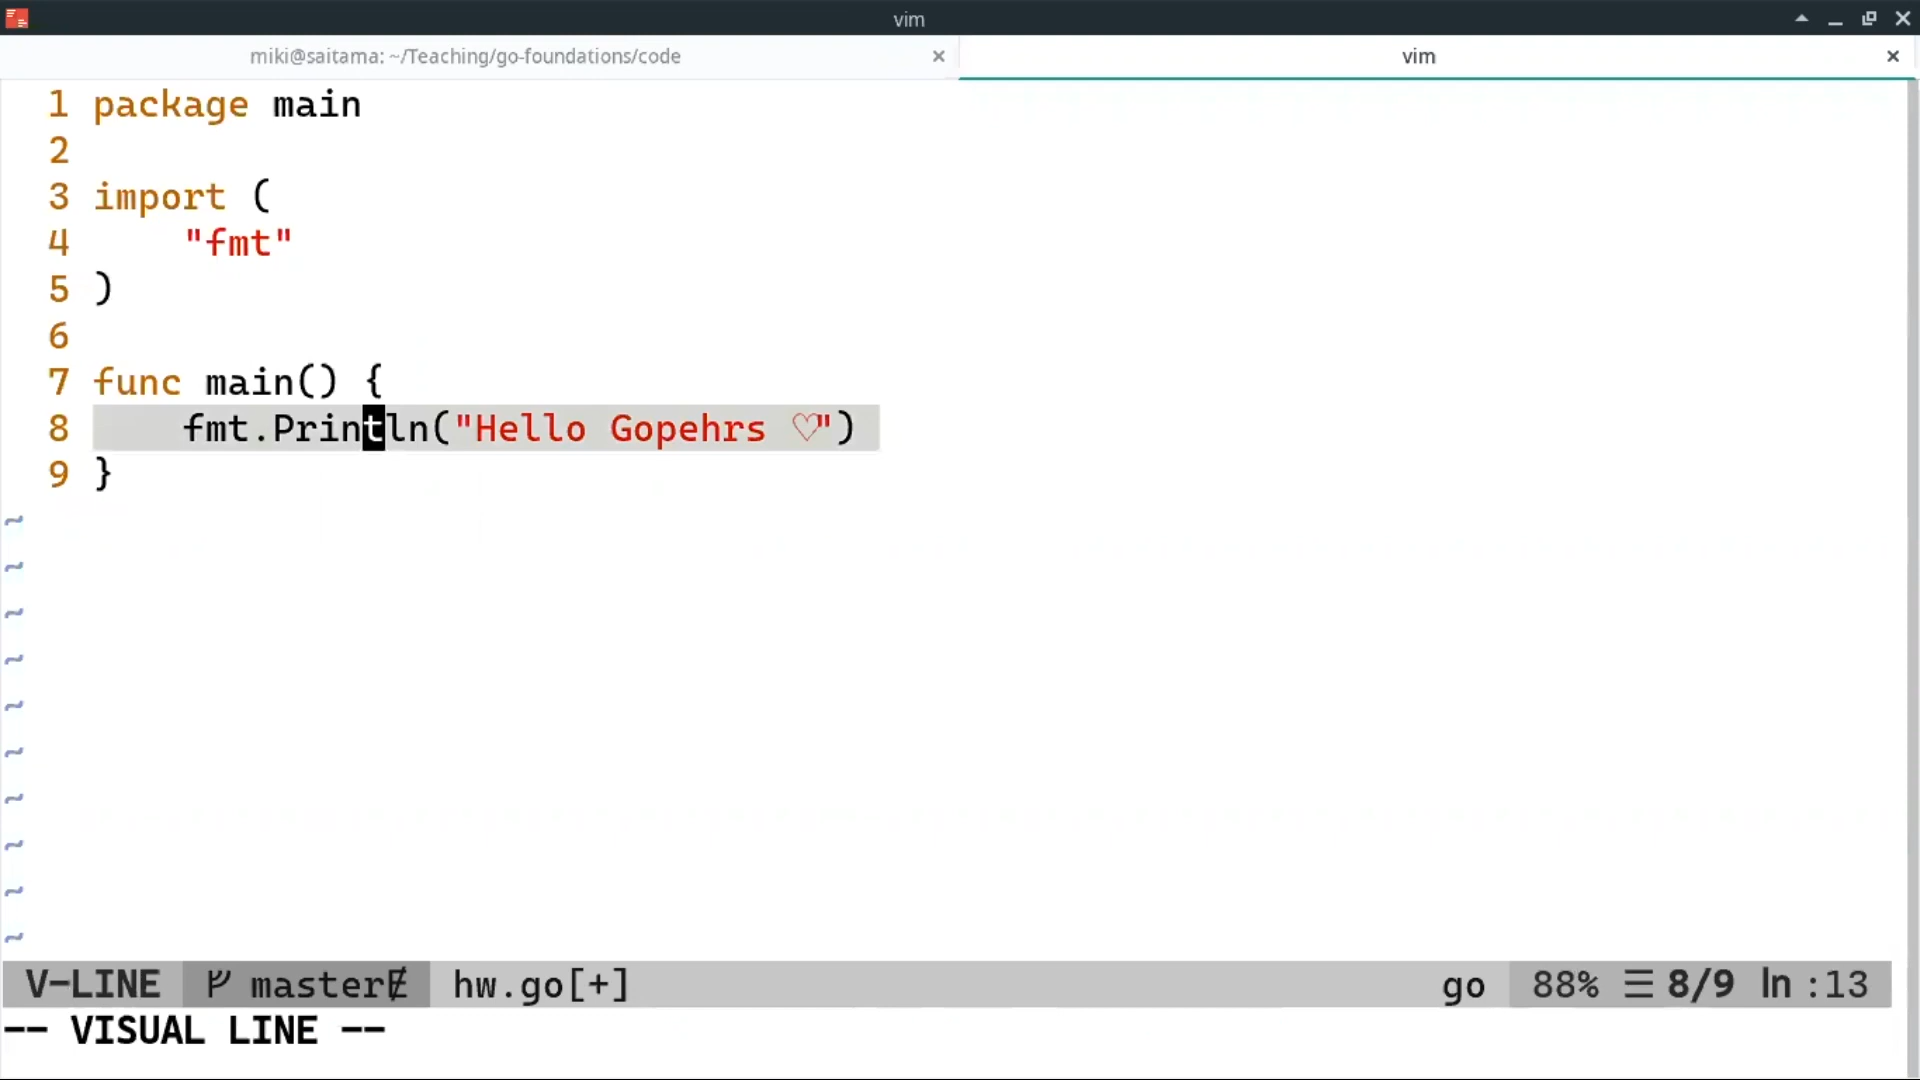 vim
miki@saitama: ~/Teaching/go-foundations/code
vim
1 package main
2
3 import (
4     "fmt"
5 )
6
7 func main() {
8     fmt.Println("Hello Gopehrs ♡")
9 }
~
~
~
~
~
~
~
~
~
~
V-LINE masterɆ hw.go[+] go 88% ☰ 8/9 ln :13
-- VISUAL LINE --